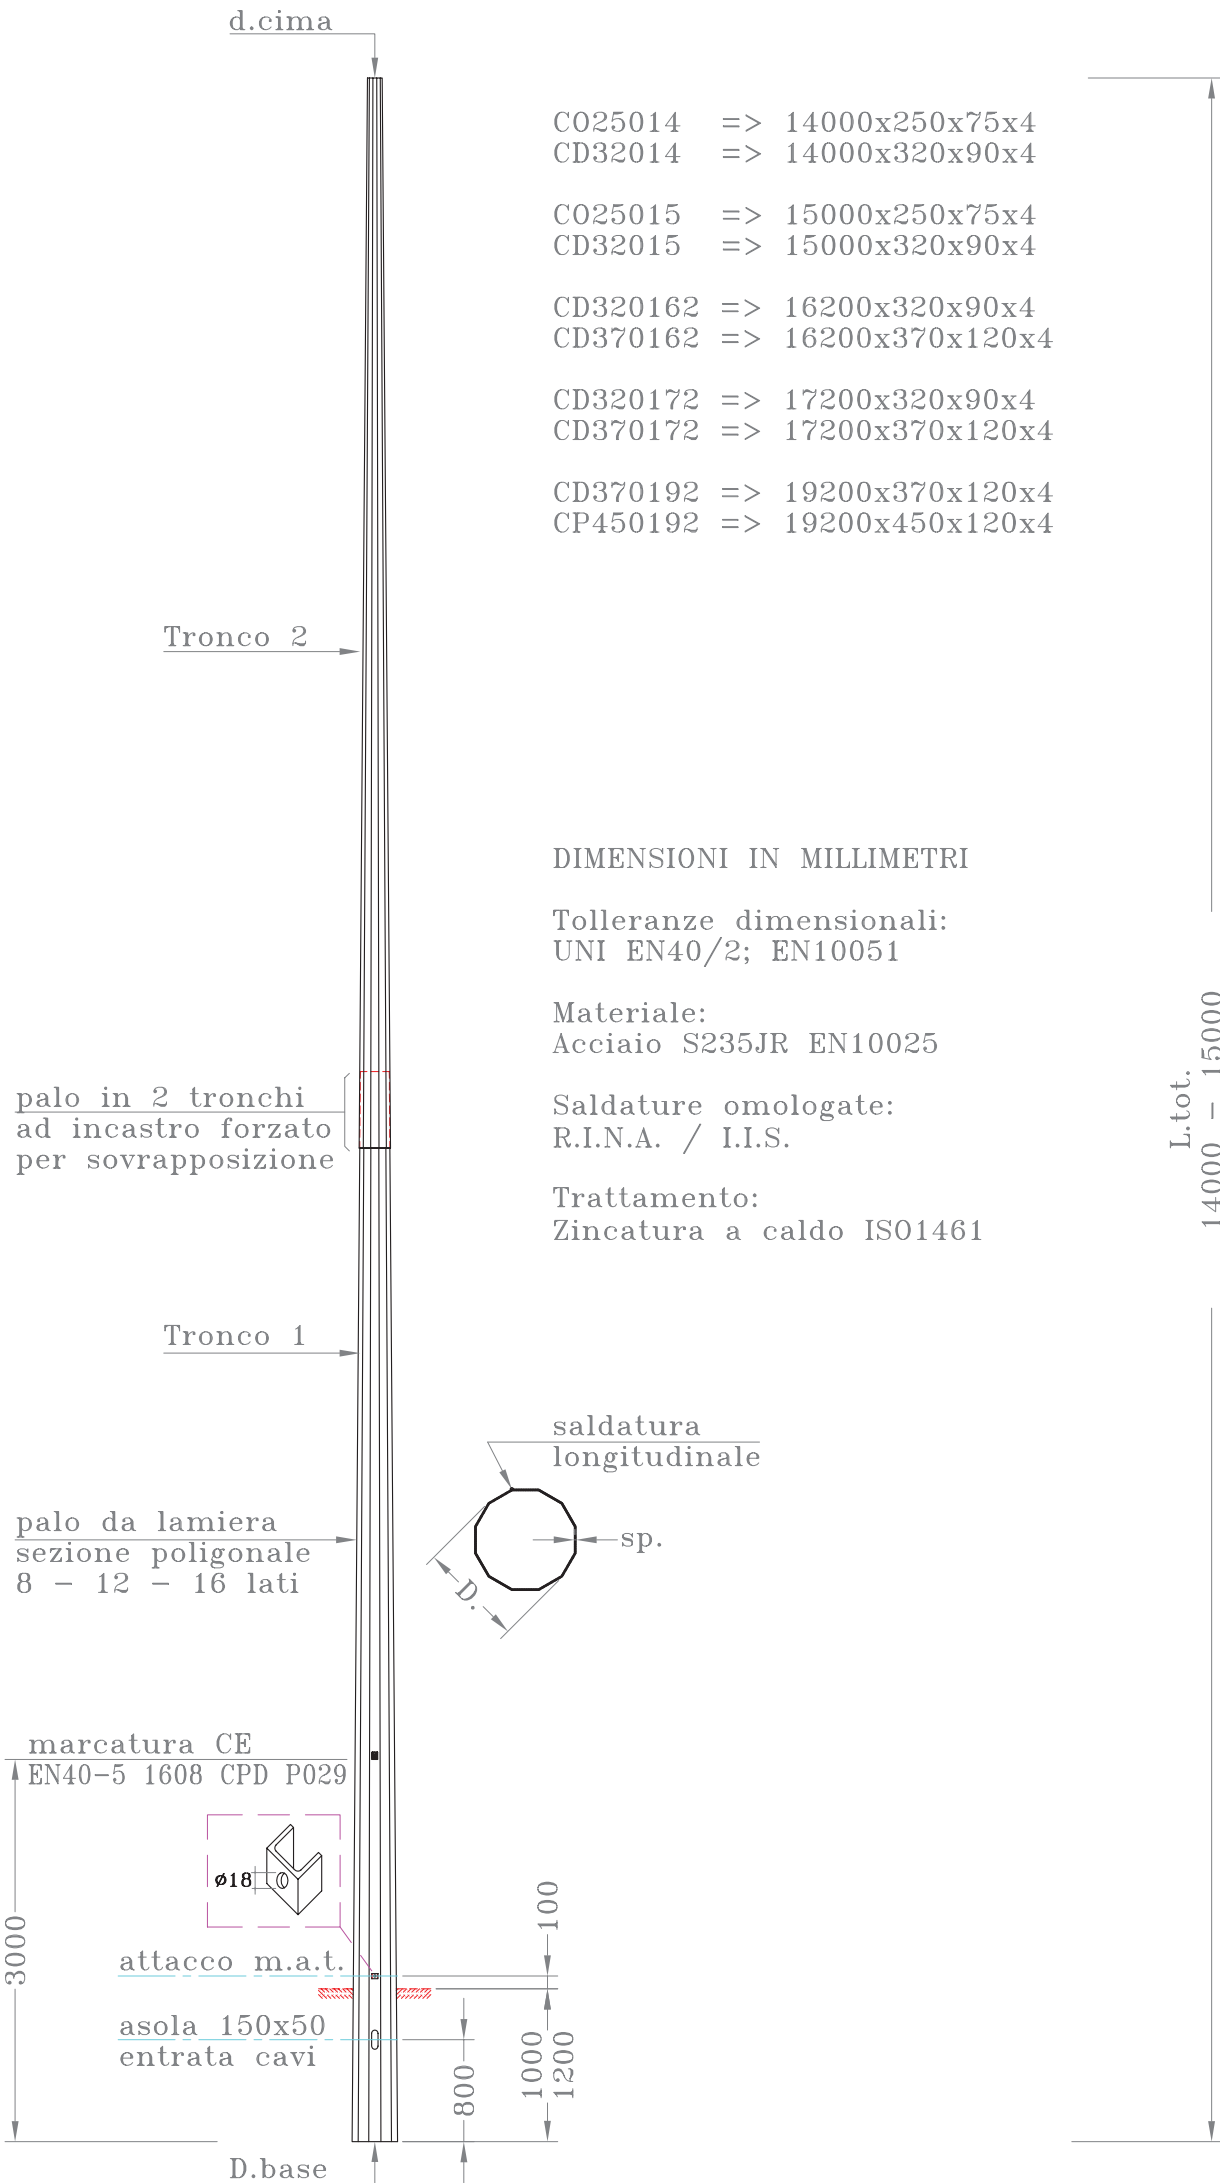 d.cima
CO25014 => 14000x250x75x4
CD32014 => 14000x320x90x4
CO25015 => 15000x250x75x4
CD32015 => 15000x320x90x4
CD320162 => 16200x320x90x4
CD370162 => 16200x370x120x4
CD320172 => 17200x320x90x4
CD370172 => 17200x370x120x4
CD370192 => 19200x370x120x4
CP450192 => 19200x450x120x4
Tronco 2
DIMENSIONI IN MILLIMETRI
Tolleranze dimensionali:
UNI EN40/2; EN10051
Materiale:
Acciaio S235JR EN10025
Saldature omologate:
R.I.N.A. / I.I.S.
Trattamento:
Zincatura a caldo ISO1461
L.tot.
14000 - 15000
palo in 2 tronchi
ad incastro forzato
per sovrapposizione
Tronco 1
saldatura
longitudinale
sp.
D.
palo da lamiera
sezione poligonale
8 - 12 - 16 lati
marcatura CE
EN40-5 1608 CPD P029
ø18
3000
100
attacco m.a.t.
asola 150x50
entrata cavi
800
1000
1200
D.base